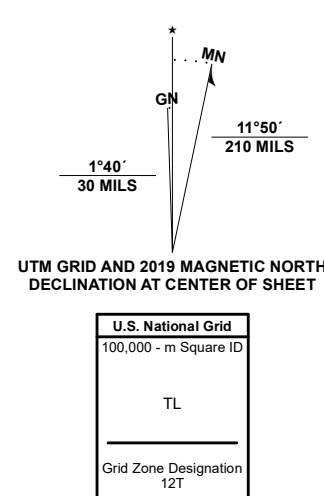 ★
MN
GN
11°50´
210 MILS
1°40´
30 MILS
UTM GRID AND 2019 MAGNETIC NORTH
DECLINATION AT CENTER OF SHEET
U.S. National Grid
100,000 - m Square ID
TL
Grid Zone Designation
12T